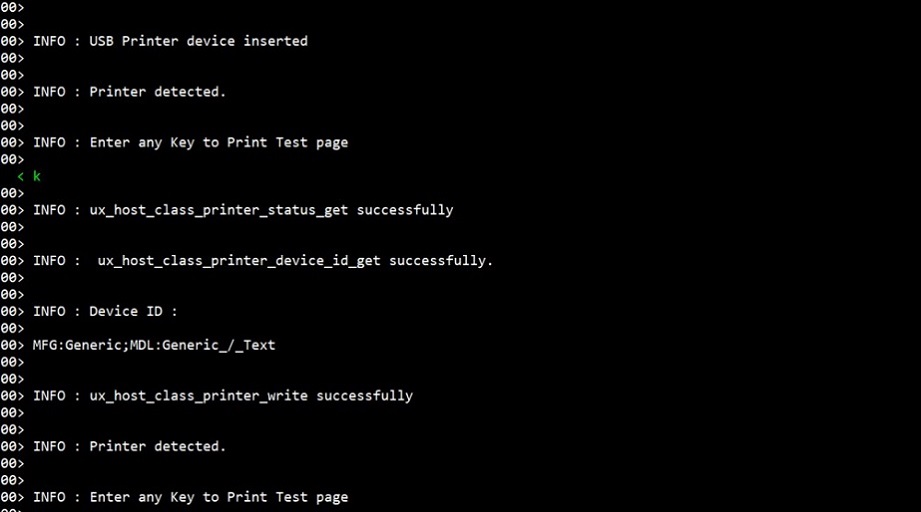 00>
00>
00> INFO : USB Printer device inserted
00>
00>
00> INFO : Printer detected.
00>
00>
00> INFO : Enter any Key to Print Test page
00>
< k
00>
00> INFO : ux_host_class_printer_status_get successfully
00>
00>
00> INFO :  ux_host_class_printer_device_id_get successfully.
00>
00>
00> INFO : Device ID :
00>
00> MFG:Generic;MDL:Generic_/_Text
00>
00>
00> INFO : ux_host_class_printer_write successfully
00>
00>
00> INFO : Printer detected.
00>
00>
00> INFO : Enter any Key to Print Test page
00>